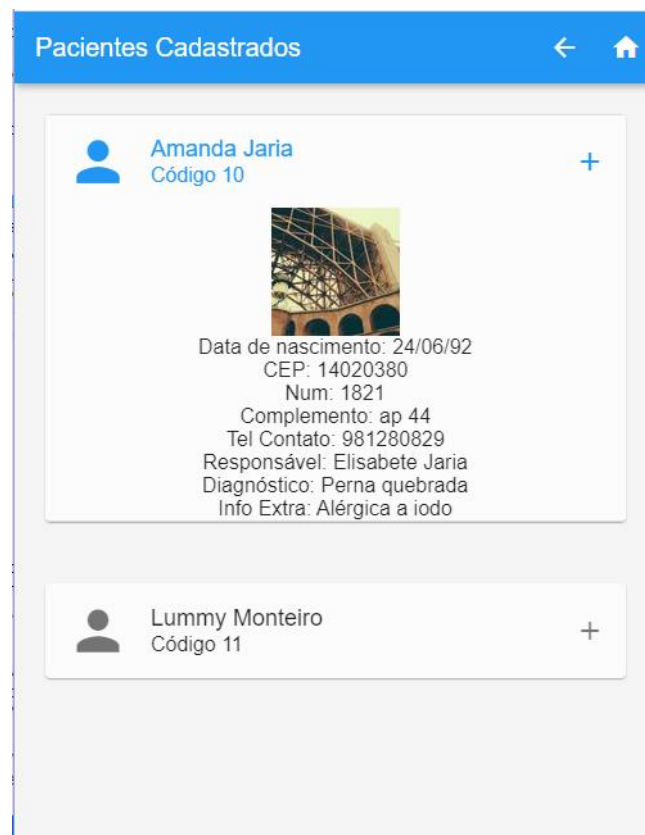 Pacientes Cadastrados
Amanda Jaria
Código 10
Data de nascimento: 24/06/92
CEP: 14020380
Num: 1821
Complemento: ap 44
Tel Contato: 981280829
Responsável: Elisabete Jaria
Diagnóstico: Perna quebrada
Info Extra: Alérgica a iodo
Lummy Monteiro
Código 11